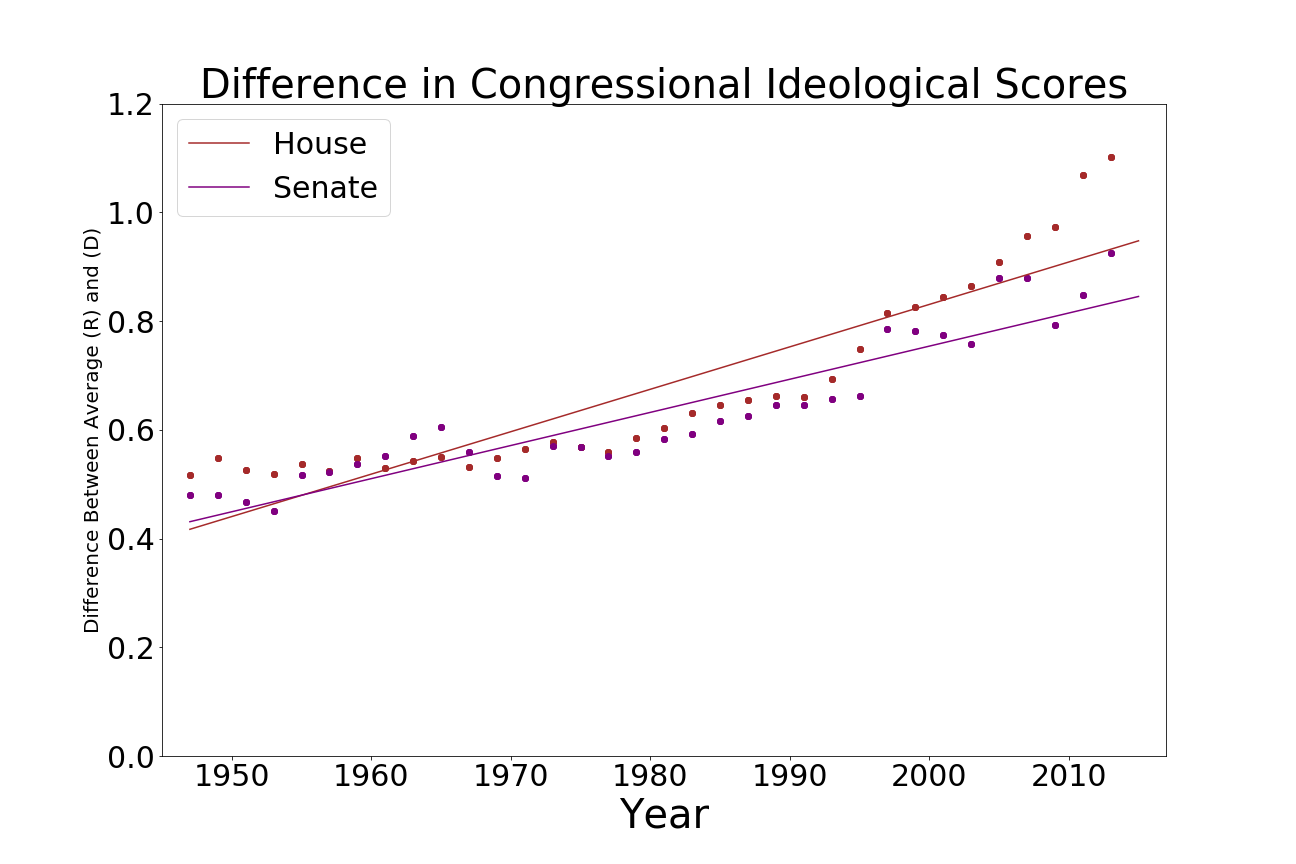 Difference in Congressional Ideological Scores
House
Senate
1.2
1.0
0.8
0.6
0.4
0.2
0.0
Difference Between Average (R) and (D)
1950 1960 1970 1980 1990 2000 2010
Year